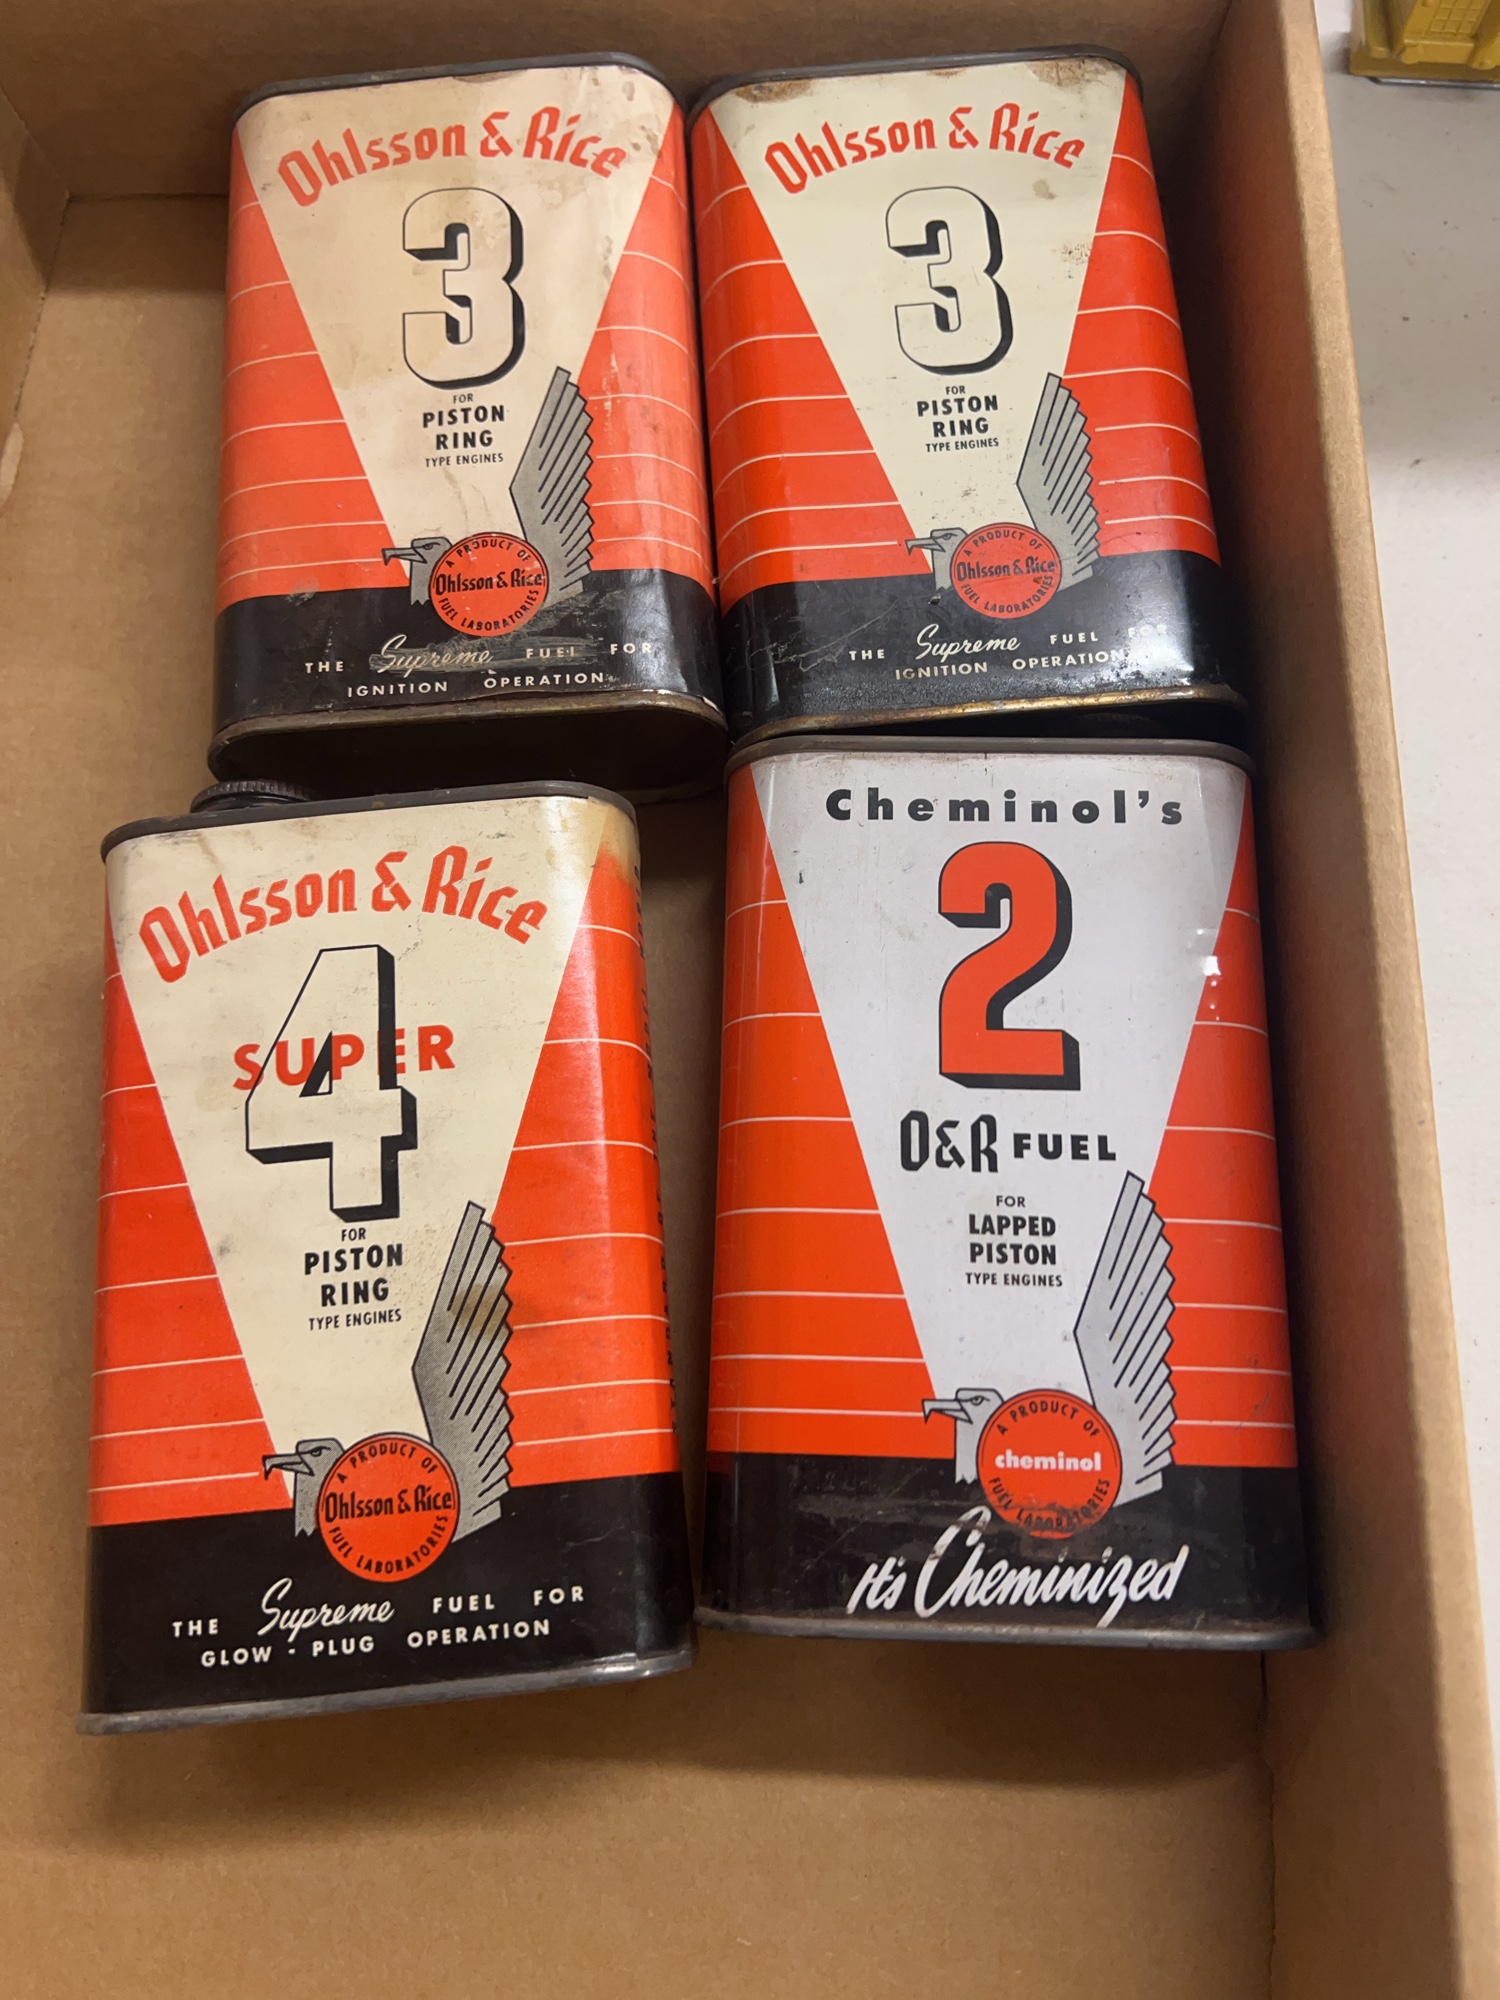 Ohlsson & Rice
3
FOR
PISTON
RING
TYPE ENGINES
A PRODUCT OF
Ohlsson & Rice
FUEL LABORATORIES
THE Supreme FUEL FOR
IGNITION OPERATION
Ohlsson & Rice
3
FOR
PISTON
RING
TYPE ENGINES
A PRODUCT OF
Ohlsson & Rice
FUEL LABORATORIES
THE Supreme FUEL FOR
IGNITION OPERATION
Ohlsson & Rice
SUPER
4
FOR
PISTON
RING
TYPE ENGINES
A PRODUCT OF
Ohlsson & Rice
FUEL LABORATORIES
THE Supreme FUEL FOR
GLOW - PLUG OPERATION
Cheminol's
2
O&R FUEL
FOR
LAPPED
PISTON
TYPE ENGINES
A PRODUCT OF
cheminol
FUEL LABORATORIES
It's Cheminized